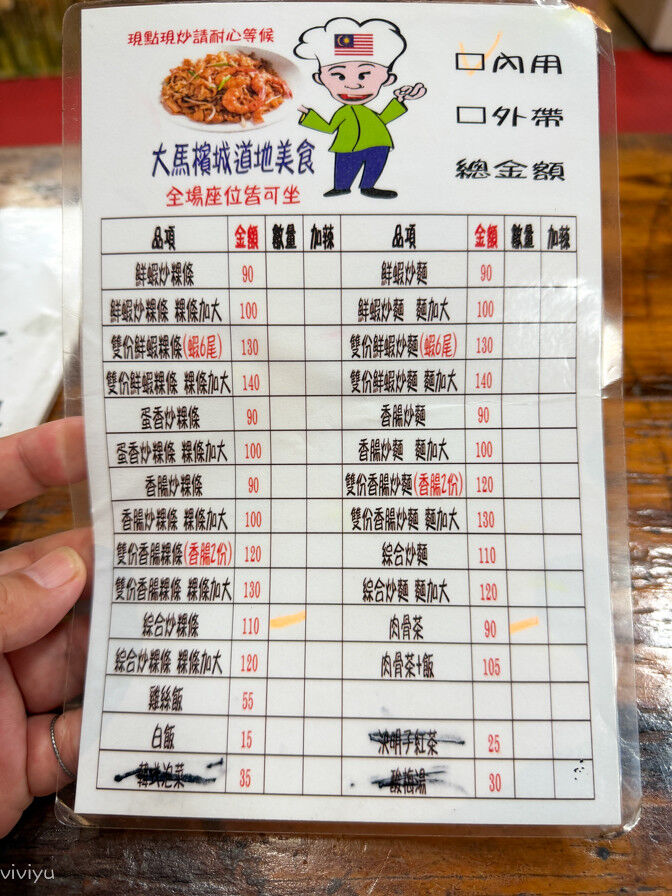 現點現炒請耐心等候
內用
外帶
大馬檳城道地美食
總金額
全場座位皆可坐
品項 金額 數量 加辣 品項 金額 數量 加辣
鮮蝦炒粿條 90 鮮蝦炒麵 90
鮮蝦炒粿條 粿條加大 100 鮮蝦炒麵 麵加大 100
雙份鮮蝦粿條(蝦6尾) 130 雙份鮮蝦炒麵(蝦6尾) 130
雙份鮮蝦粿條 粿條加大 140 雙份鮮蝦炒麵 麵加大 140
蛋香炒粿條 90 香腸炒麵 90
蛋香炒粿條 粿條加大 100 香腸炒麵 麵加大 100
香腸炒粿條 90 雙份香腸炒麵(香腸2份) 120
香腸炒粿條 粿條加大 100 雙份香腸炒麵 麵加大 130
雙份香腸粿條(香腸2份) 120 綜合炒麵 110
雙份香腸粿條 粿條加大 130 綜合炒麵 麵加大 120
綜合炒粿條 110 肉骨茶 90
綜合炒粿條 粿條加大 120 肉骨茶+飯 105
雞絲飯 55
白飯 15 決明子紅茶 25
35 酸梅湯 30
viviyu